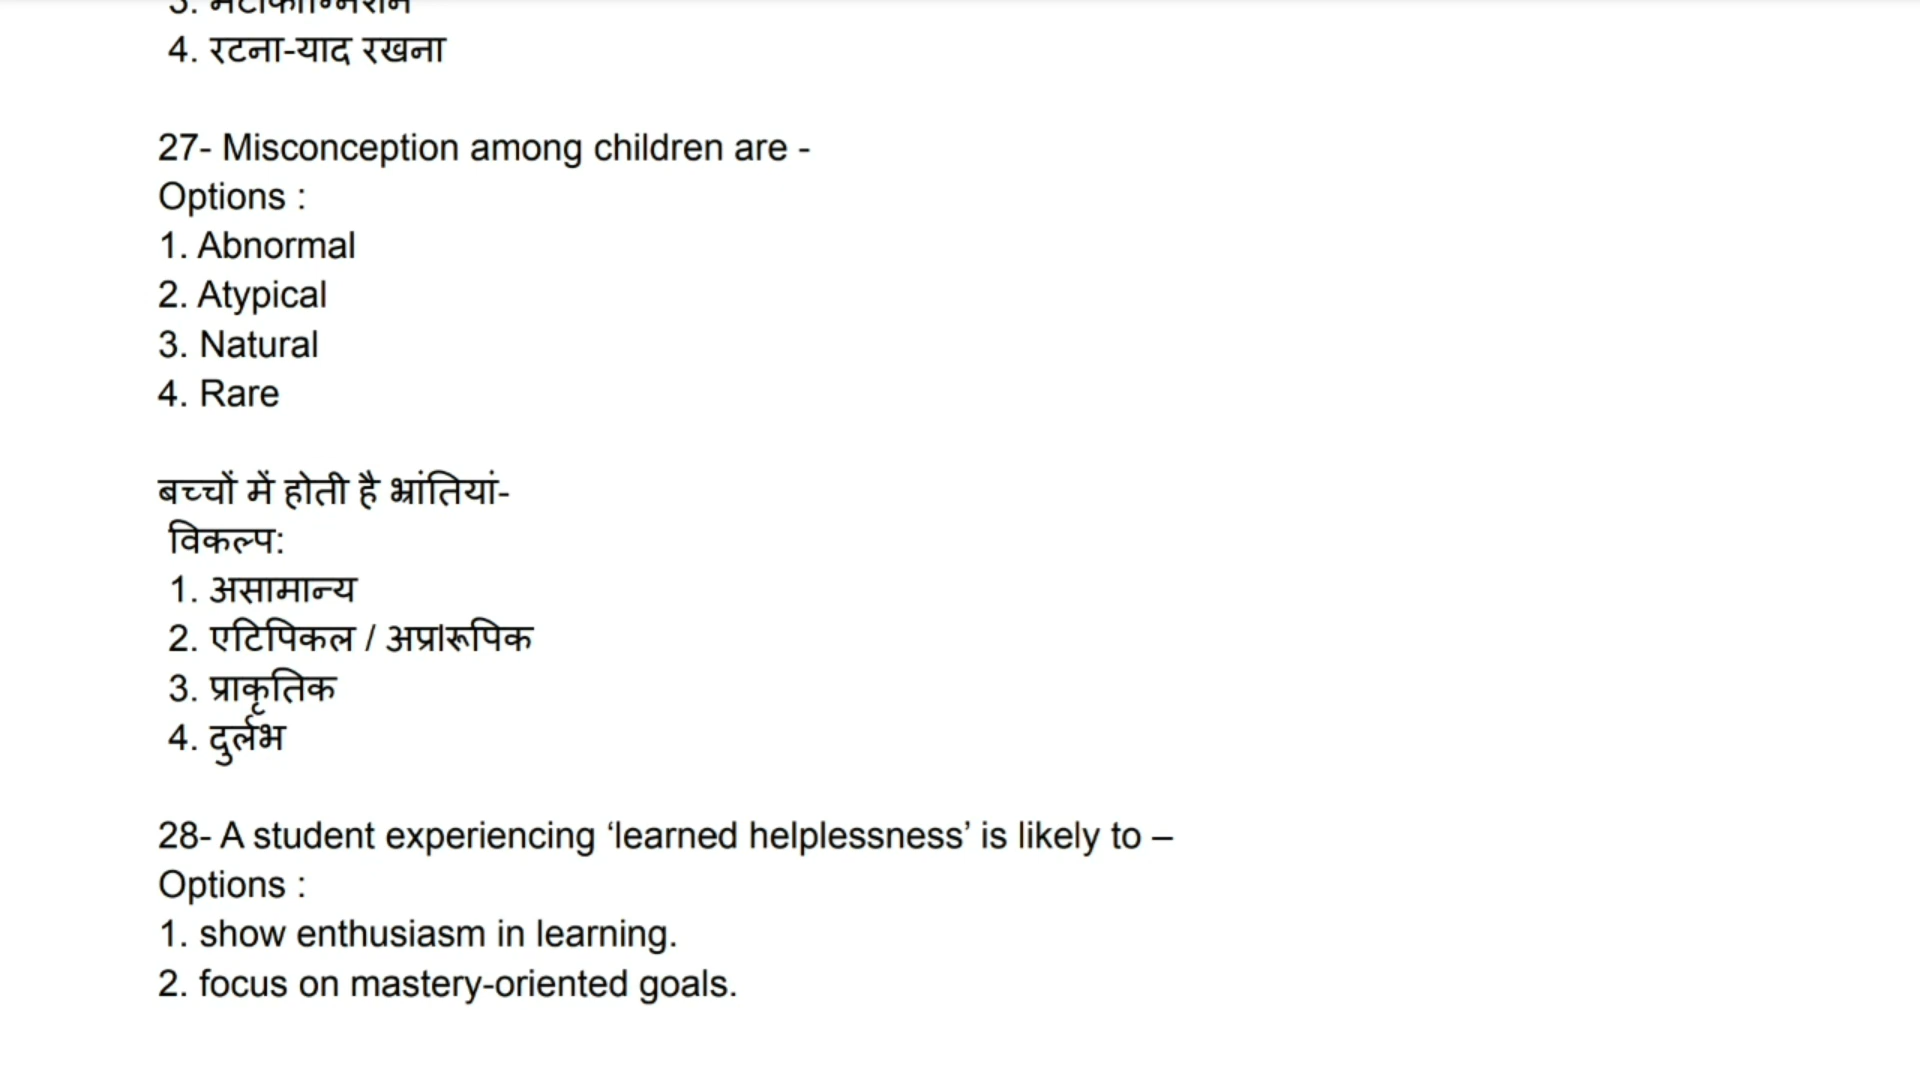 4. रटना-याद रखना
27- Misconception among children are -
Options :
1. Abnormal
2. Atypical
3. Natural
4. Rare
बच्चों में होती है भ्रांतियां-
विकल्प:
1. असामान्य
2. एटिपिकल / अप्रारूपिक
3. प्राकृतिक
4. दुर्लभ
28- A student experiencing ‘learned helplessness’ is likely to –
Options :
1. show enthusiasm in learning.
2. focus on mastery-oriented goals.